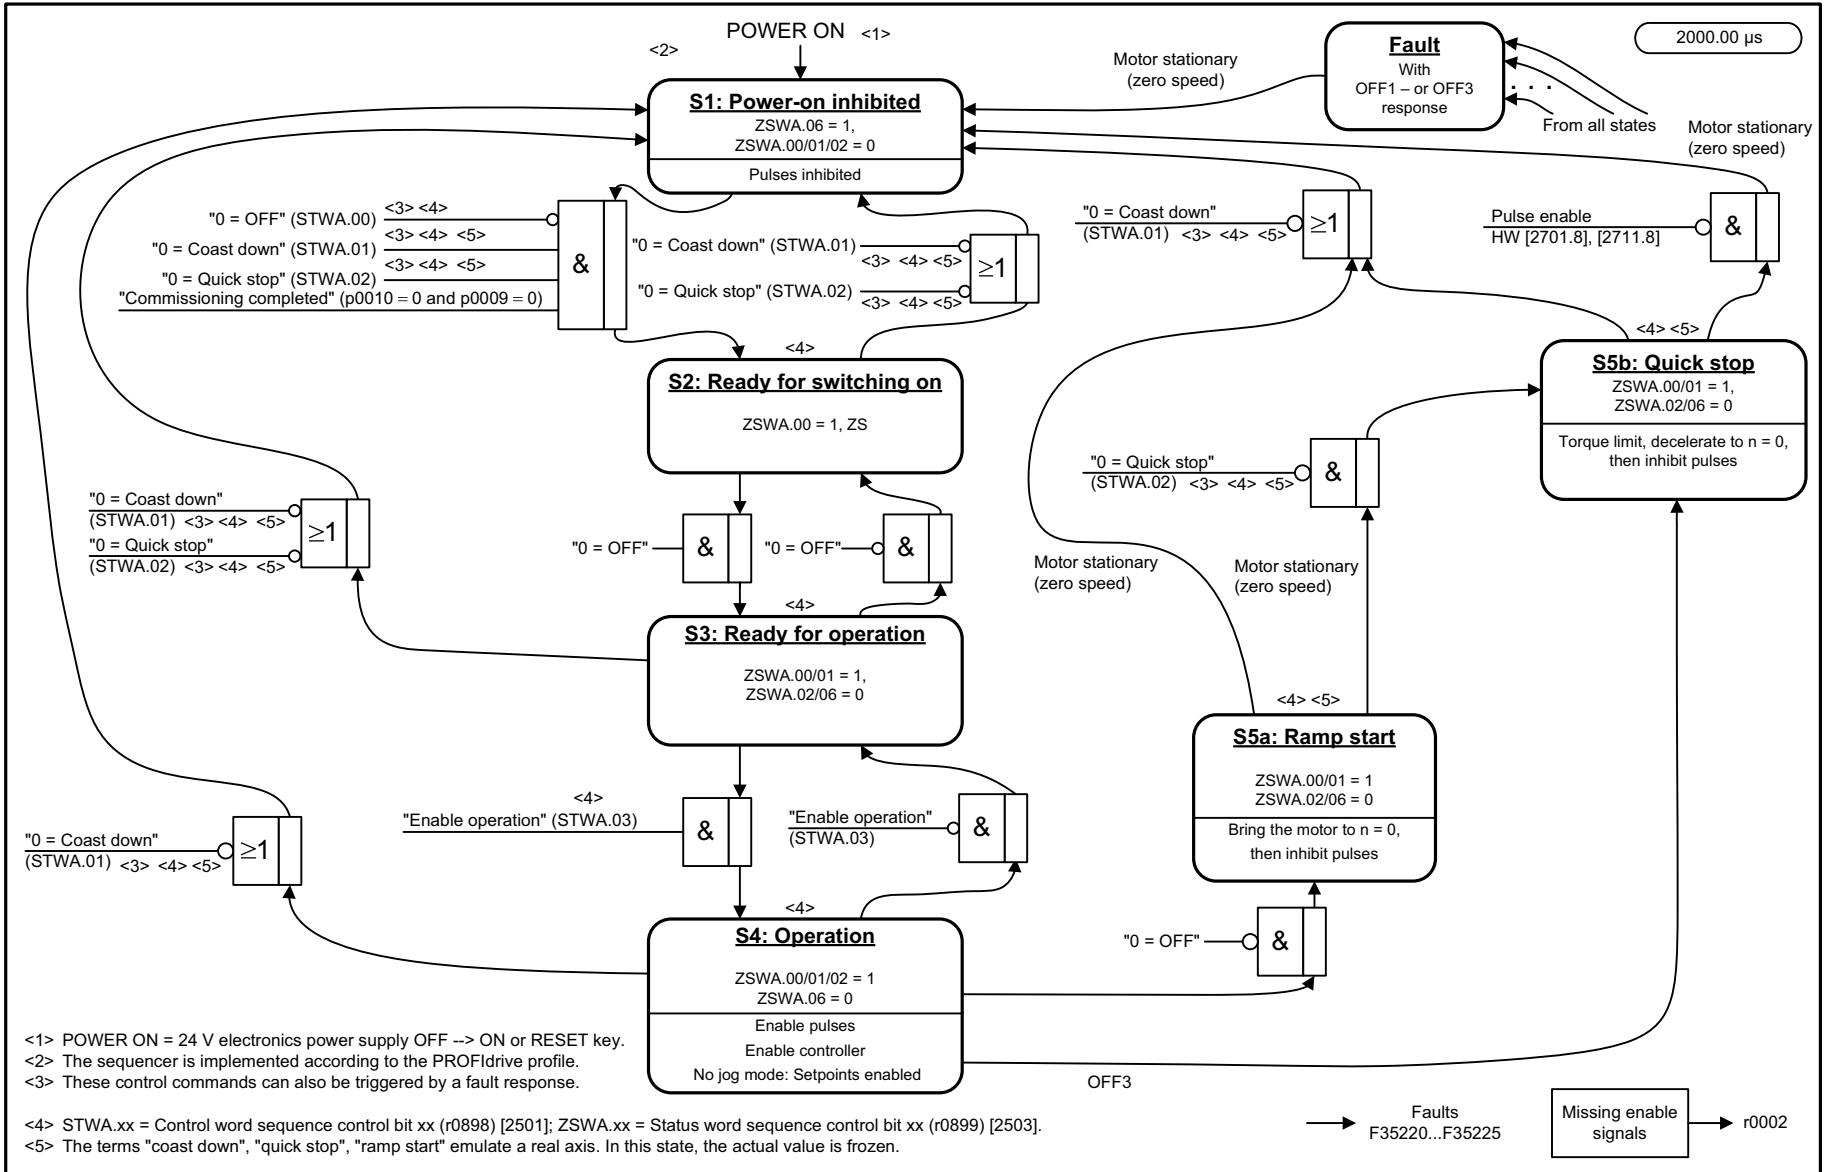 POWER ON <1>
<2>
2000.00 µs
Fault
With
OFF1 – or OFF3
response
. . .
From all states
Motor stationary
(zero speed)
Motor stationary
(zero speed)
S1: Power-on inhibited
ZSWA.06 = 1,
ZSWA.00/01/02 = 0
Pulses inhibited
"0 = OFF" (STWA.00) <3> <4>
"0 = Coast down" (STWA.01) <3> <4> <5>
"0 = Quick stop" (STWA.02) <3> <4> <5>
"Commissioning completed" (p0010 = 0 and p0009 = 0)
&
"0 = Coast down" (STWA.01)
<3> <4> <5>
"0 = Quick stop" (STWA.02)
<3> <4> <5>
≥1
"0 = Coast down"
(STWA.01) <3> <4> <5>
≥1
Pulse enable
HW [2701.8], [2711.8]
&
<4>
S2: Ready for switching on
ZSWA.00 = 1, ZS
<4> <5>
S5b: Quick stop
ZSWA.00/01 = 1,
ZSWA.02/06 = 0
Torque limit, decelerate to n = 0,
then inhibit pulses
"0 = Quick stop"
(STWA.02) <3> <4> <5>
&
"0 = Coast down"
(STWA.01) <3> <4> <5>
"0 = Quick stop"
(STWA.02) <3> <4> <5>
≥1
"0 = OFF"
&
"0 = OFF"
&
Motor stationary
(zero speed)
Motor stationary
(zero speed)
<4>
S3: Ready for operation
ZSWA.00/01 = 1,
ZSWA.02/06 = 0
<4> <5>
S5a: Ramp start
ZSWA.00/01 = 1
ZSWA.02/06 = 0
Bring the motor to n = 0,
then inhibit pulses
<4>
"Enable operation" (STWA.03)
&
"Enable operation"
(STWA.03)
&
"0 = Coast down"
(STWA.01) <3> <4> <5>
≥1
"0 = OFF"
&
<4>
S4: Operation
ZSWA.00/01/02 = 1
ZSWA.06 = 0
Enable pulses
Enable controller
No jog mode: Setpoints enabled
OFF3
<1> POWER ON = 24 V electronics power supply OFF --> ON or RESET key.
<2> The sequencer is implemented according to the PROFIdrive profile.
<3> These control commands can also be triggered by a fault response.
<4> STWA.xx = Control word sequence control bit xx (r0898) [2501]; ZSWA.xx = Status word sequence control bit xx (r0899) [2503].
<5> The terms "coast down", "quick stop", "ramp start" emulate a real axis. In this state, the actual value is frozen.
Faults
F35220...F35225
Missing enable
signals
r0002